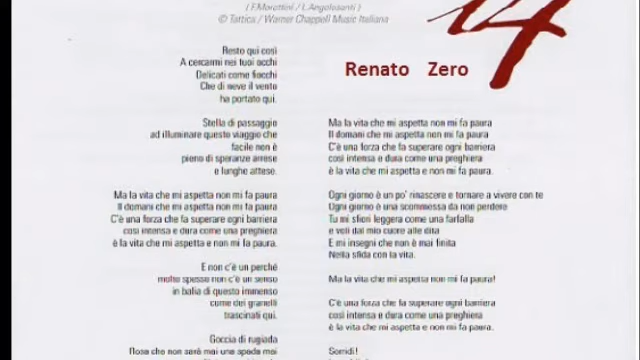 ( F.Morettini / L.Angelosanti )
© Tattica / Warner Chappell Music Italiana
14
Renato Zero
Resto qui così
A cercarmi nei tuoi occhi
Delicati come fiocchi
Che di neve il vento
ha portato qui.
Stella di passaggio
ad illuminare questo viaggio che
facile non è
pieno di speranze arrese
e lunghe attese.
Ma la vita che mi aspetta non mi fa paura
Il domani che mi aspetta non mi fa paura
C'è una forza che fa superare ogni barriera
così intensa e dura come una preghiera
è la vita che mi aspetta e non mi fa paura.
E non c'è un perché
molto spesso non c'è un senso
in balia di questo immenso
come dei granelli
trascinati qui.
Goccia di rugiada
Rosa che non sarà mai una spada mai
Ma la vita che mi aspetta non mi fa paura
Il domani che mi aspetta non mi fa paura
C'è una forza che fa superare ogni barriera
così intensa e dura come una preghiera
è la vita che mi aspetta e non mi fa paura.
Ogni giorno è un po' rinascere e tornare a vivere con te
Ogni giorno è una scommessa da non perdere
Tu mi sfiori leggera come una farfalla
e voli dal mio cuore alle dita
E mi insegni che non è mai finita
Nella sfida con la vita.
Ma la vita che mi aspetta non mi fa paura!
C'è una forza che fa superare ogni barriera
così intensa e dura come una preghiera
è la vita che mi aspetta e non mi fa paura.
Sorridi!